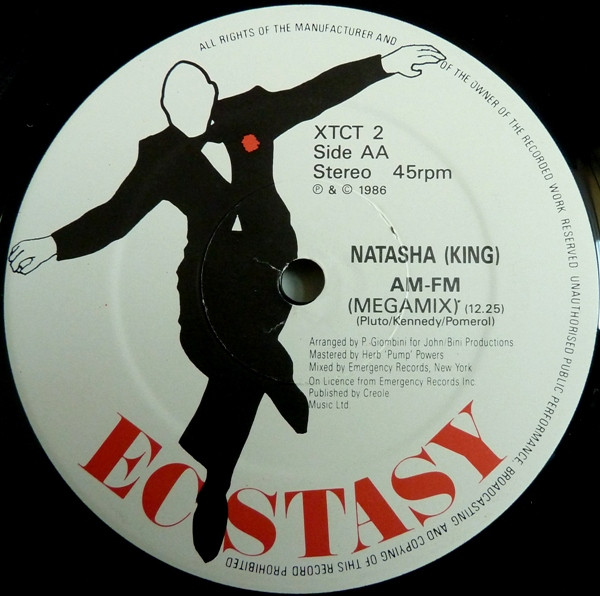 ALL RIGHTS OF THE MANUFACTURER AND OF THE OWNER OF THE RECORDED WORK RESERVED UNAUTHORISED PUBLIC PERFORMANCE, BROADCASTING AND COPYING OF THIS RECORD PROHIBITED
XTCT 2
Side AA
Stereo 45rpm
℗ & © 1986
NATASHA (KING)
AM-FM
(MEGAMIX) (12.25)
(Pluto/Kennedy/Pomerol)
Arranged by P Giombini for John/Bini Productions
Mastered by Herb 'Pump' Powers
Mixed by Emergency Records, New York
On Licence from Emergency Records Inc.
Published by Creole
Music Ltd.
ECSTASY